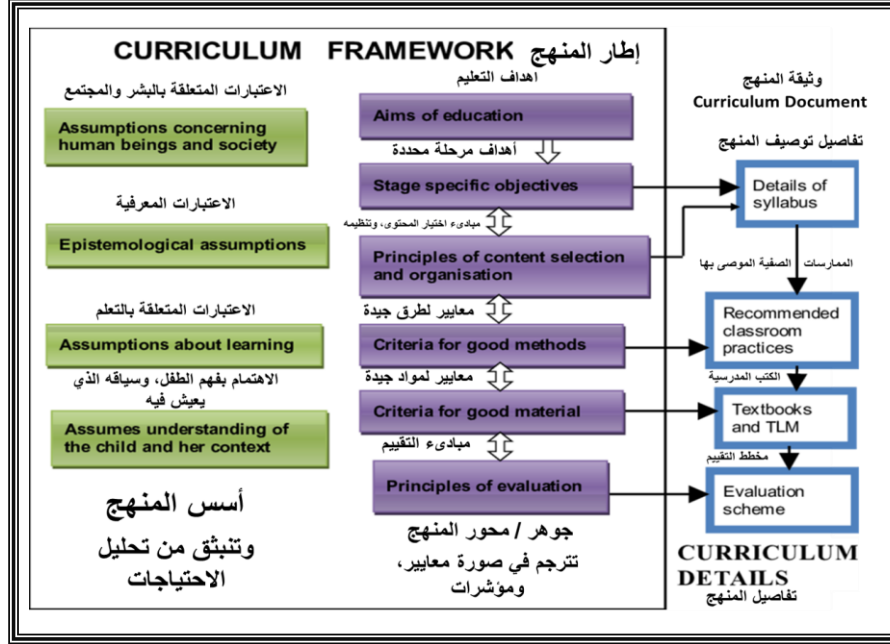 CURRICULUM FRAMEWORK إطار المنهج
الاعتبارات المتعلقة بالبشر والمجتمع
Assumptions concerning
human beings and society
الاعتبارات المعرفية
Epistemological assumptions
الاعتبارات المتعلقة بالتعلم
Assumptions about learning
الاهتمام بفهم الطفل، وسياقه الذي
يعيش فيه
Assumes understanding of
the child and her context
أسس المنهج
وتنبثق من تحليل
الاحتياجات
اهداف التعليم
Aims of education
أهداف مرحلة محددة
Stage specific objectives
مبادىء اختيار المحتوى، وتنظيمه
Principles of content selection
and organisation
معايير لطرق جيدة
Criteria for good methods
معايير لمواد جيدة
Criteria for good material
مبادىء التقييم
Principles of evaluation
جوهر / محور المنهج
تترجم في صورة معايير،
ومؤشرات
وثيقة المنهج
Curriculum Document
تفاصيل توصيف المنهج
Details of
syllabus
الممارسات الصفية الموصى بها
Recommended
classroom
practices
الكتب المدرسية
Textbooks
and TLM
مخطط التقييم
Evaluation
scheme
CURRICULUM
DETAILS
تفاصيل المنهج